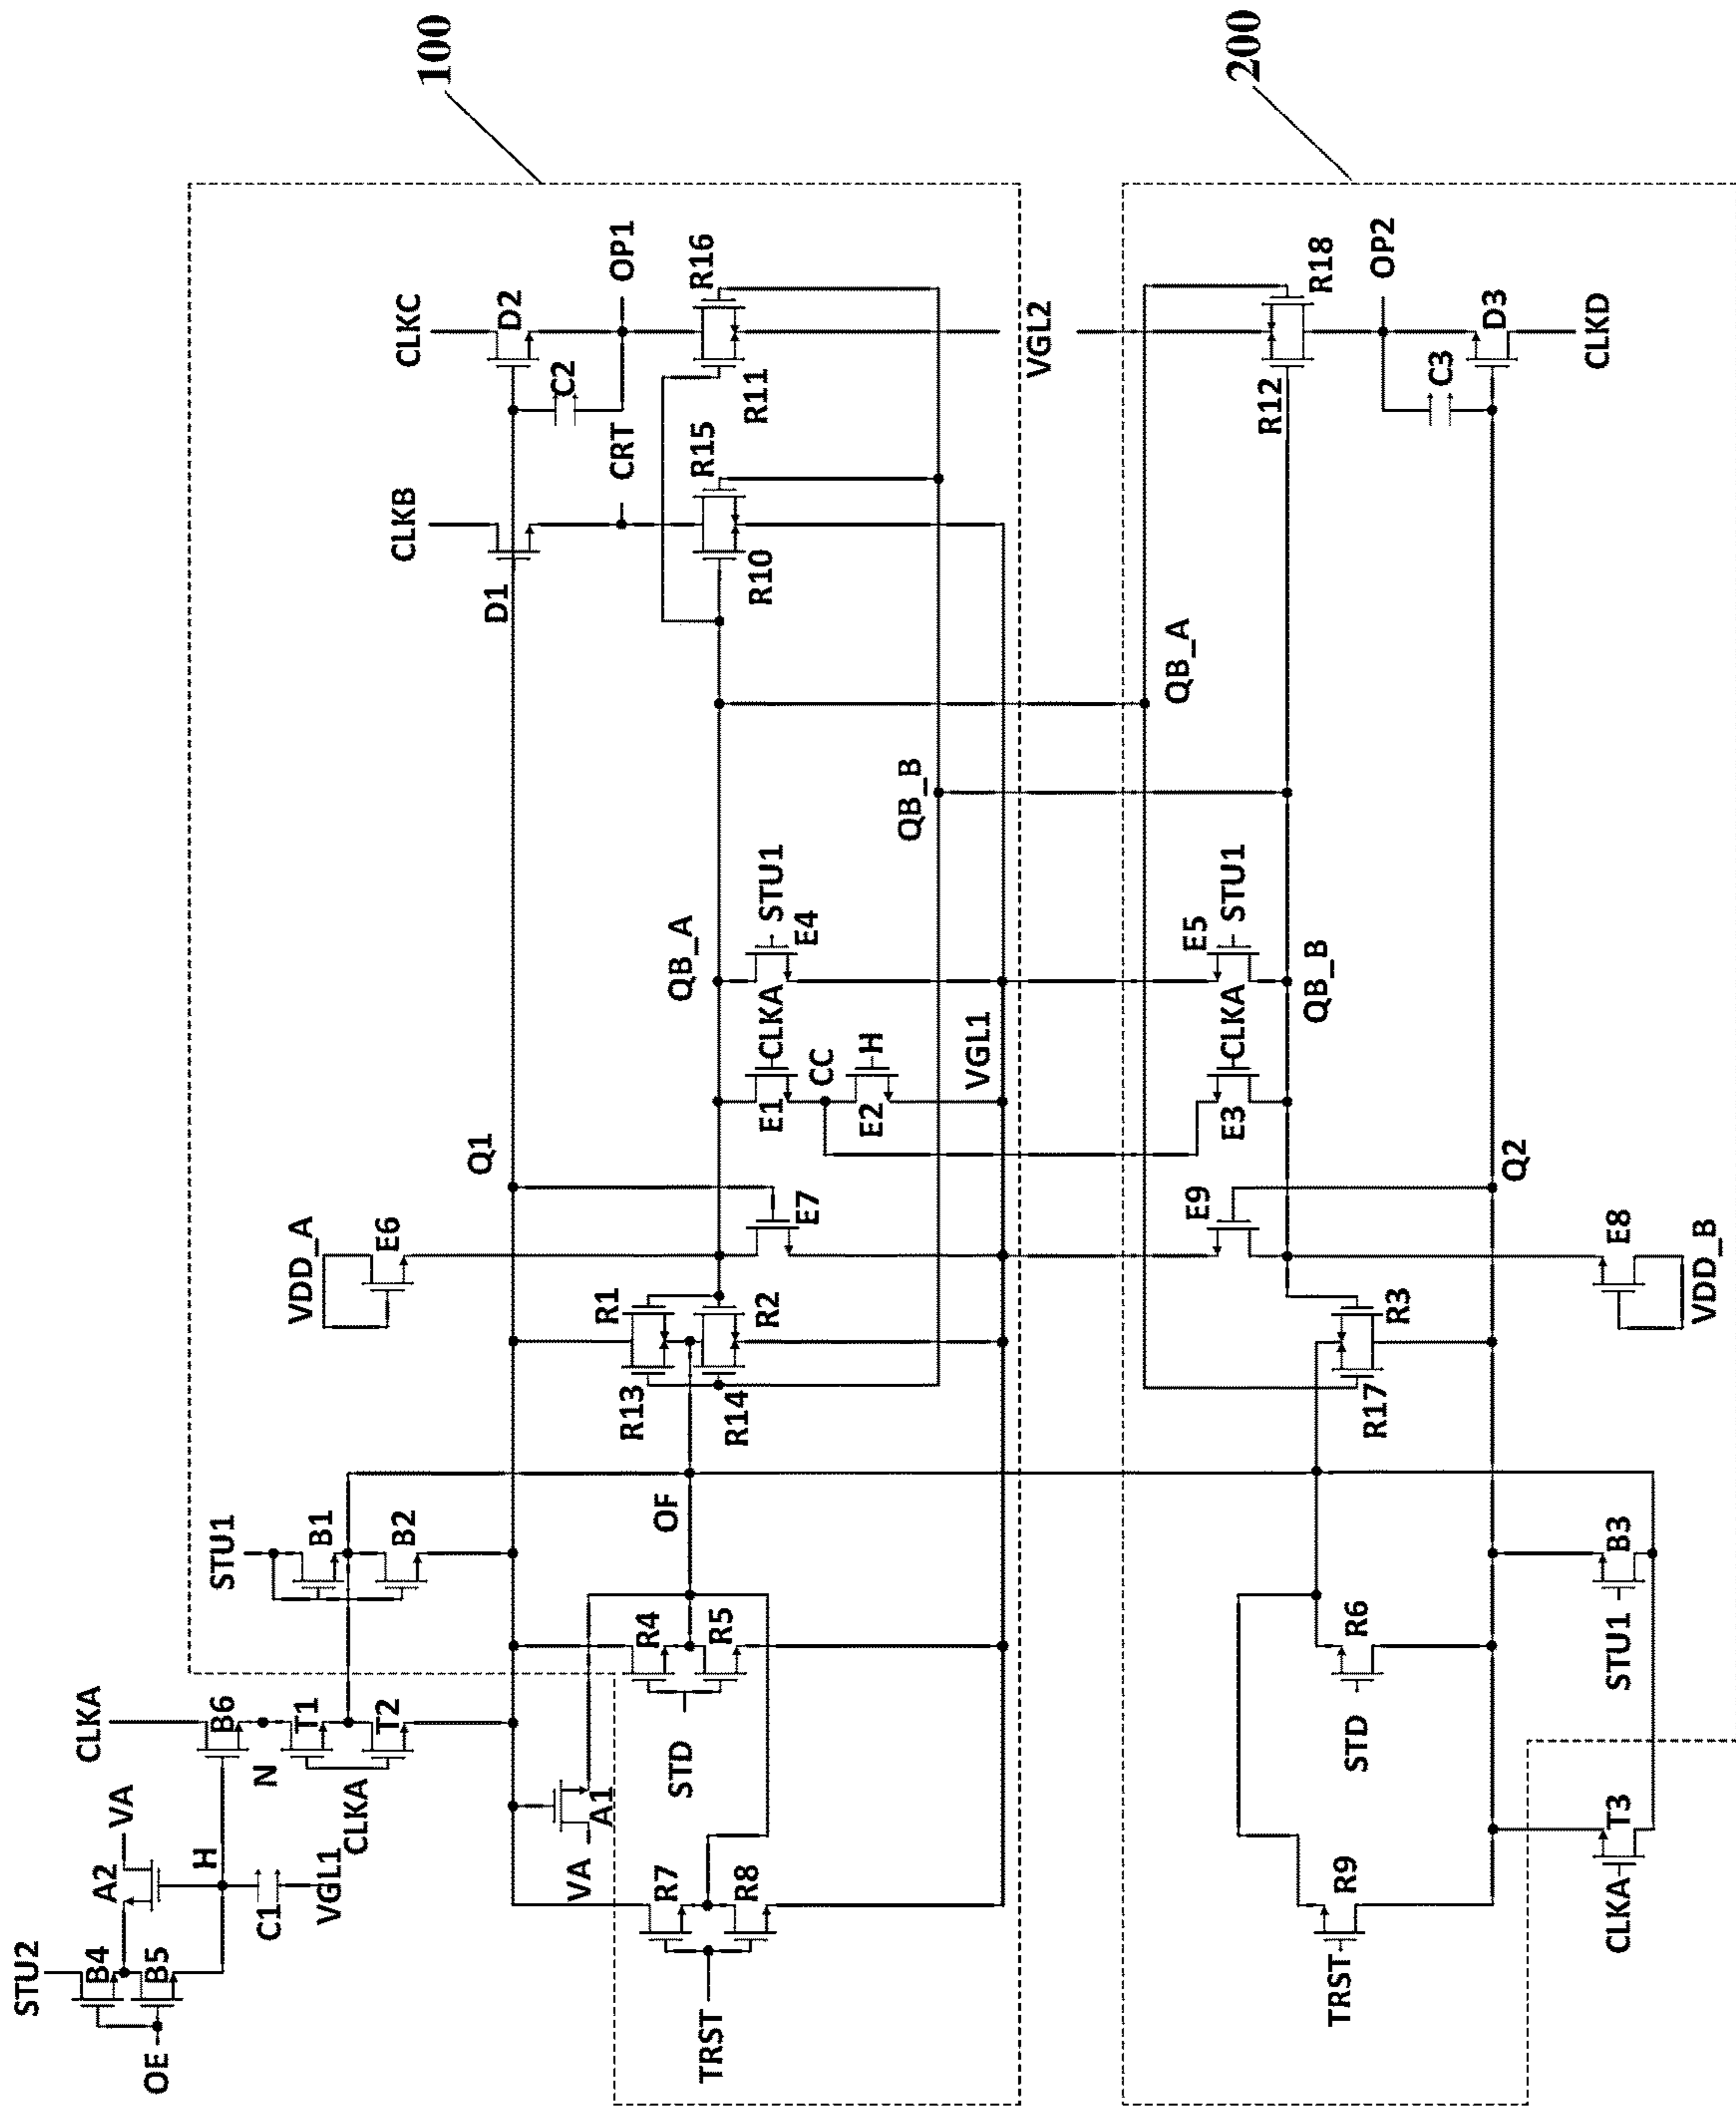 100
200
STU2
B4
B5
OE
A2
VA
H
C1
VGL1
CLKA
B6
N
T1
CLKA
T2
STU1
B1
B2
VDD_A
E6
Q1
CLKB
D1
CLKC
D2
C2
OP1
CRT
VA
A1
TRST
R7
R8
STD
R4
R5
OF
R13
R1
R14
R2
E7
QB_A
E1
CLKA
CC
E2
H
E4
STU1
VGL1
QB_B
R10
R15
R11
R16
VGL2
QB_A
TRST
R9
STD
R6
CLKA
T3
STU1
B3
R17
R3
E9
E3
CLKA
E5
STU1
QB_B
Q2
E8
VDD_B
R12
R18
OP2
C3
D3
CLKD